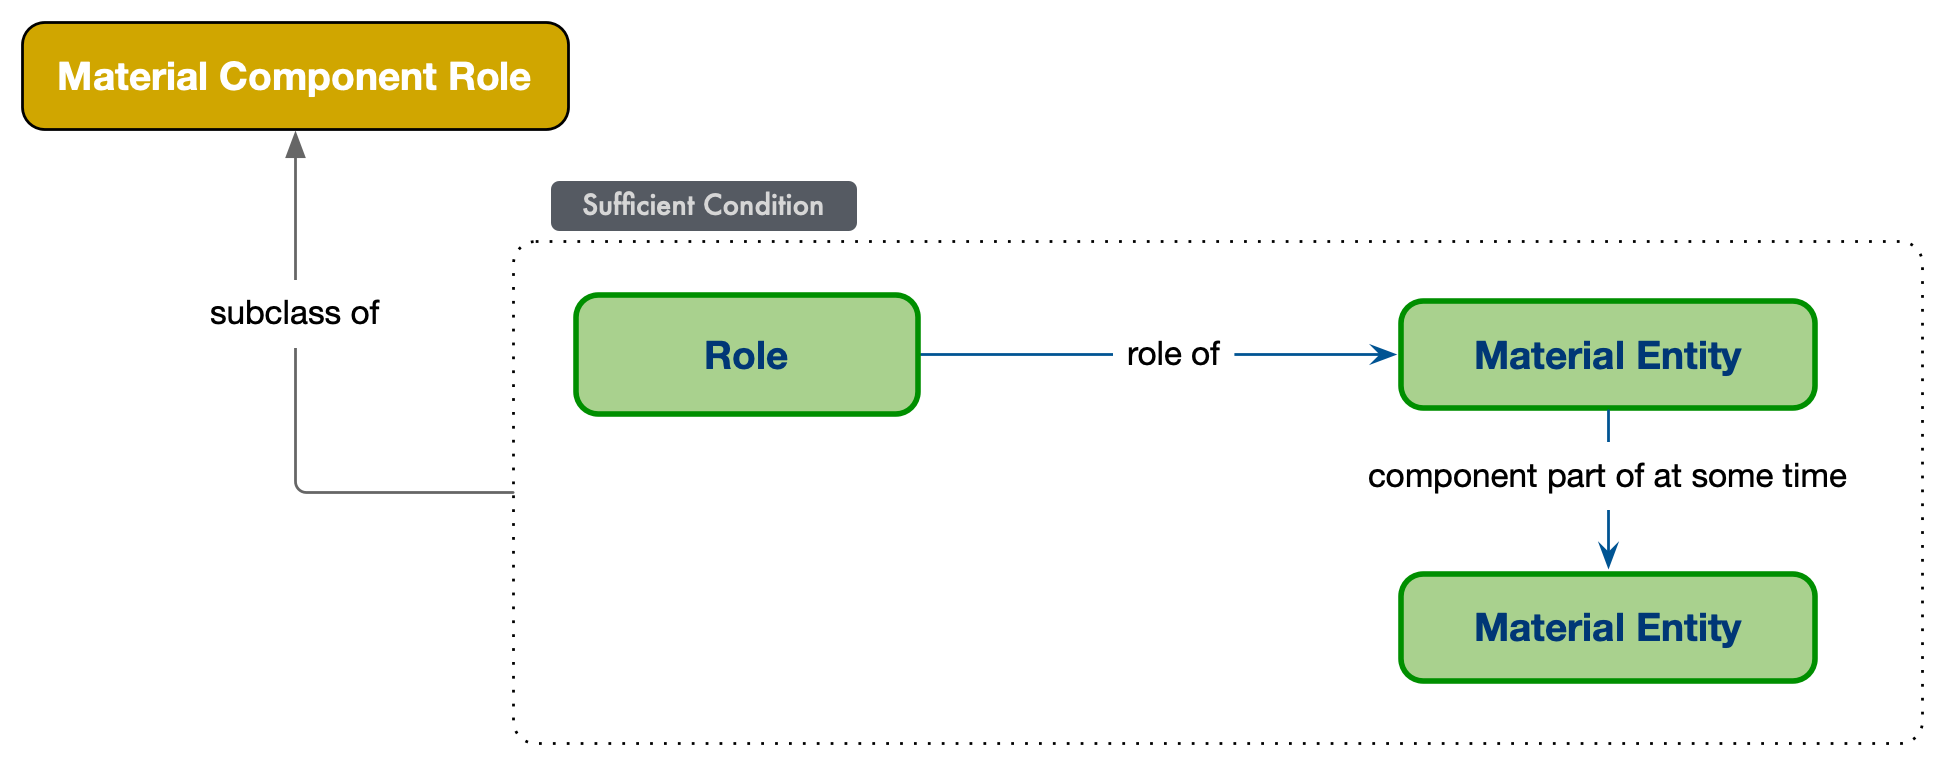 Material Component Role
Sufficient Condition
subclass of
Role
role of
Material Entity
component part of at some time
Material Entity